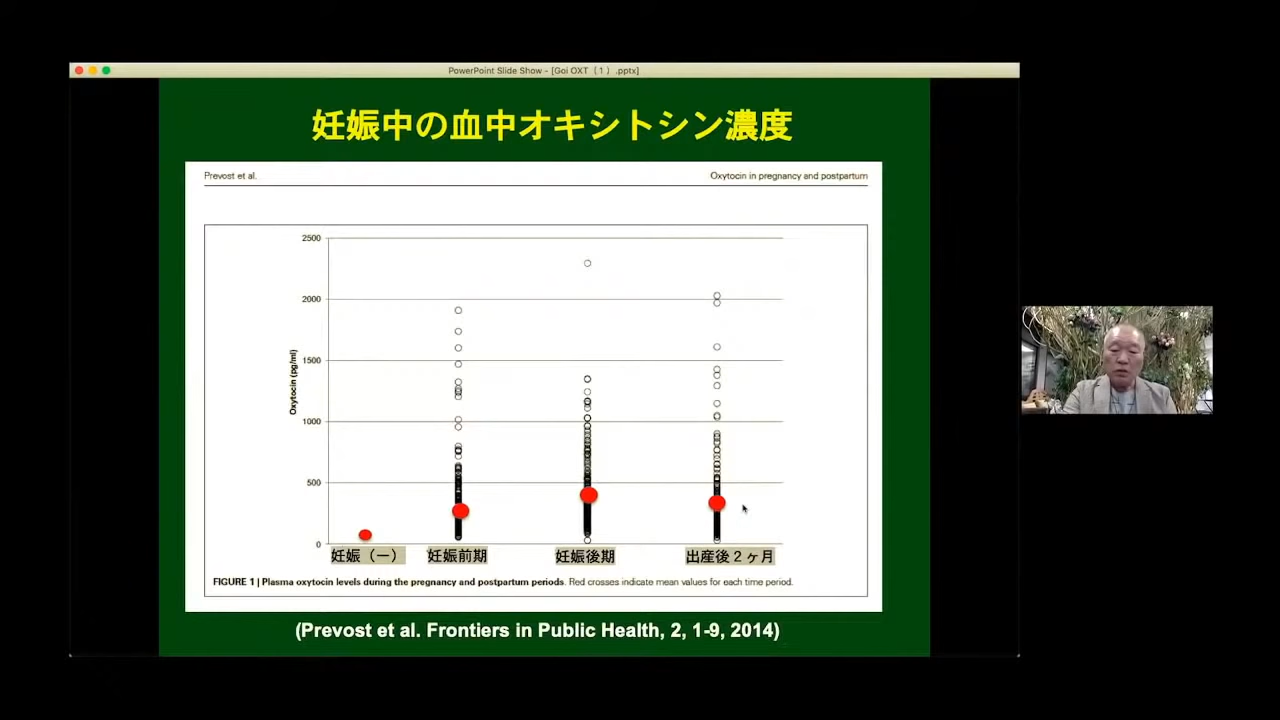 PowerPoint Slide Show - [Goi OXT（1）.pptx]
妊娠中の血中オキシトシン濃度
Prevost et al.
Oxytocin in pregnancy and postpartum
2500
2000
1500
1000
500
0
Oxytocin (pg/ml)
妊娠（ー）
妊娠前期
妊娠後期
出産後２ヶ月
FIGURE 1 | Plasma oxytocin levels during the pregnancy and postpartum periods. Red crosses indicate mean values for each time period.
(Prevost et al. Frontiers in Public Health, 2, 1-9, 2014)